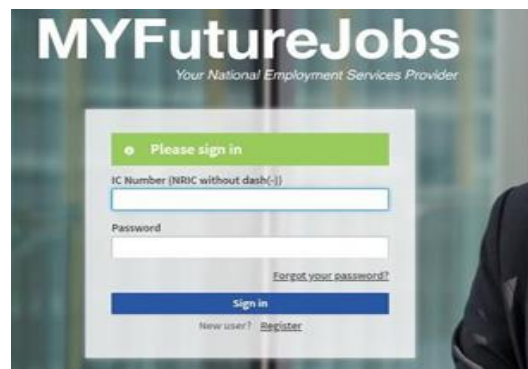 MYFutureJobs
Your National Employment Services Provider
Please sign in
IC Number (NRIC without dash(-))
Password
Forgot your password?
Sign in
New user? Register